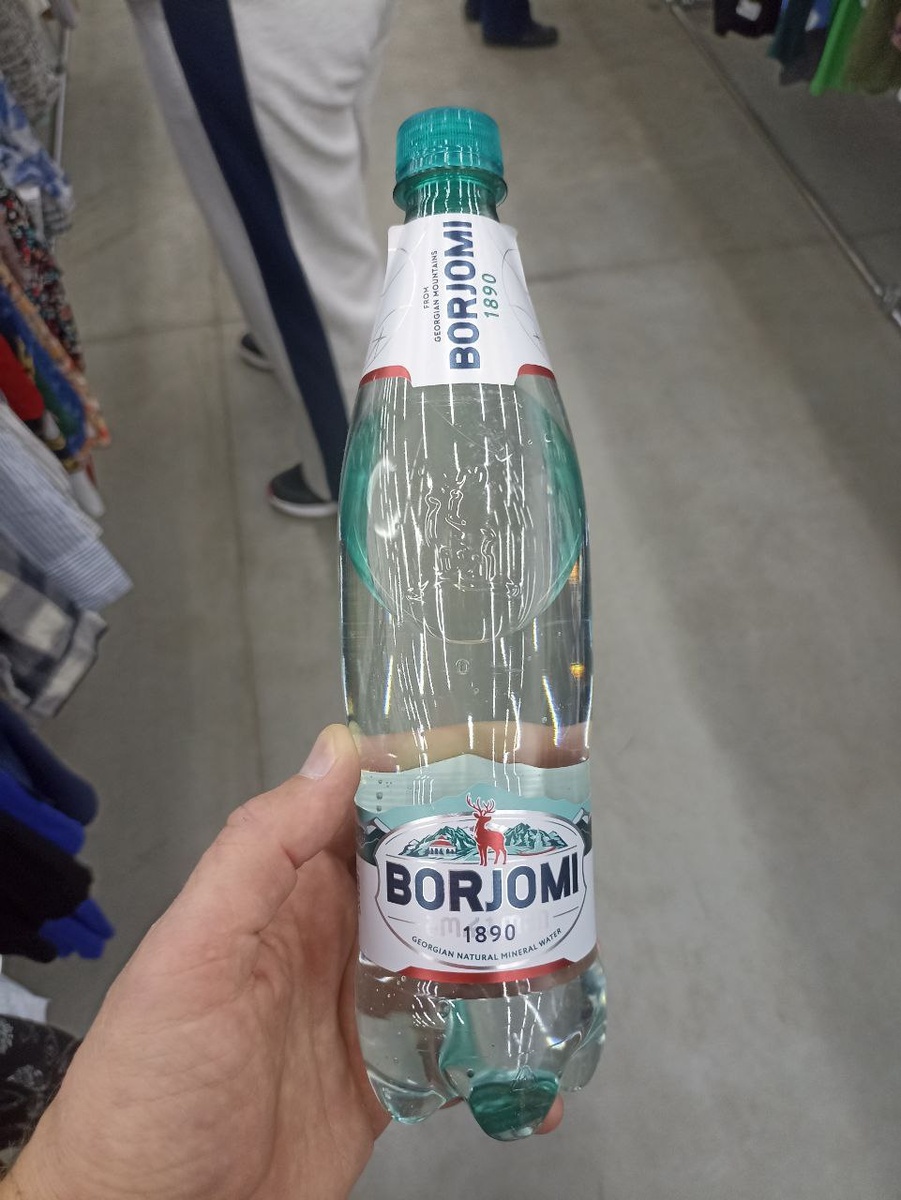 FROM
GEORGIAN MOUNTAINS
BORJOMI
1890
BORJOMI
1890
GEORGIAN NATURAL MINERAL WATER